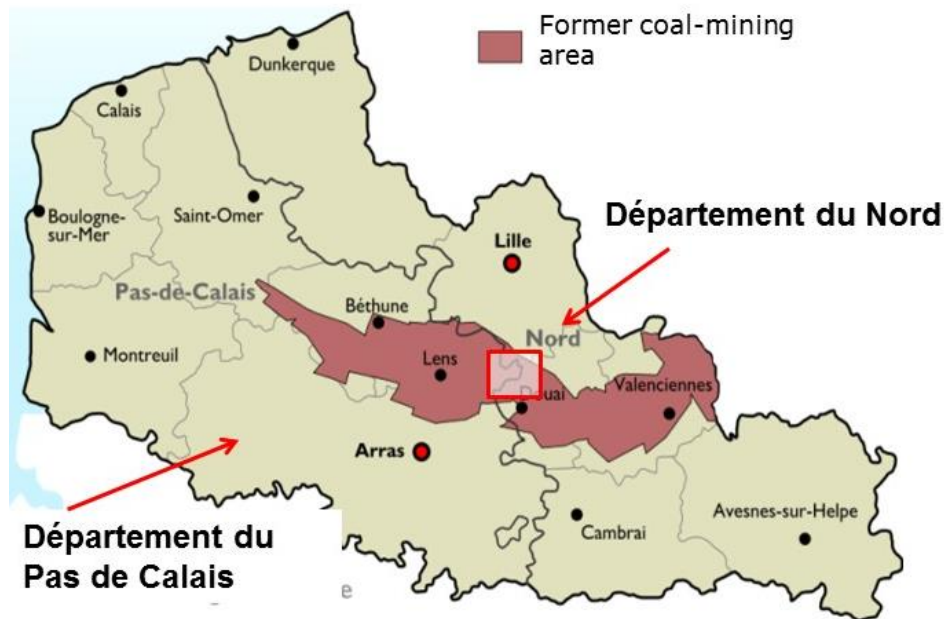 Former coal-mining
area
Dunkerque
Calais
Boulogne-
sur-Mer
Saint-Omer
Département du Nord
Lille
Pas-de-Calais
Béthune
Nord
Montreuil
Lens
Douai
Valenciennes
Arras
Département du
Pas de Calais
Cambrai
Avesnes-sur-Helpe
e